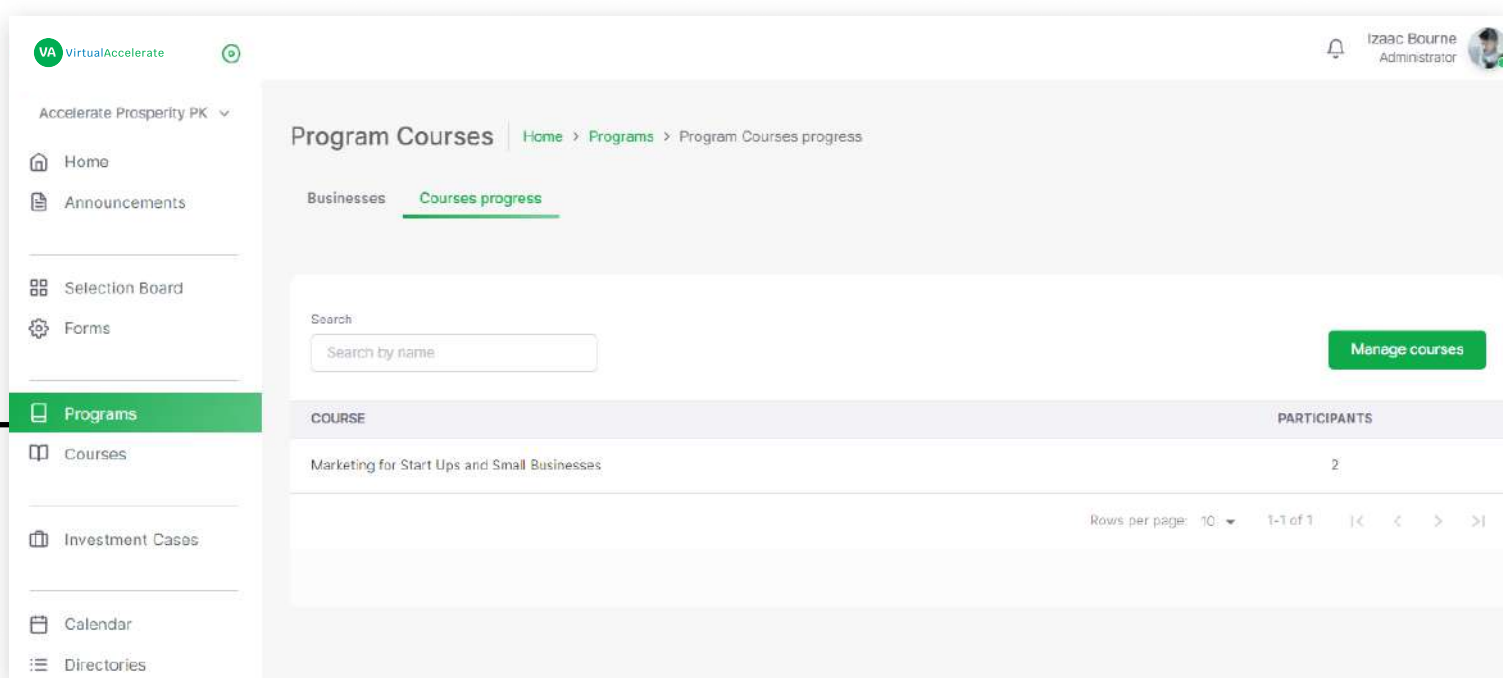 VA VirtualAccelerate
Izaac Bourne
Administrator
Accelerate Prosperity PK
Home
Announcements
Selection Board
Forms
Programs
Courses
Investment Cases
Calendar
Directories
Program Courses
Home > Programs > Program Courses progress
Businesses Courses progress
Search
Search by name
Manage courses
COURSE PARTICIPANTS
Marketing for Start Ups and Small Businesses 2
Rows per page: 10 1-1 of 1 |< < > >|